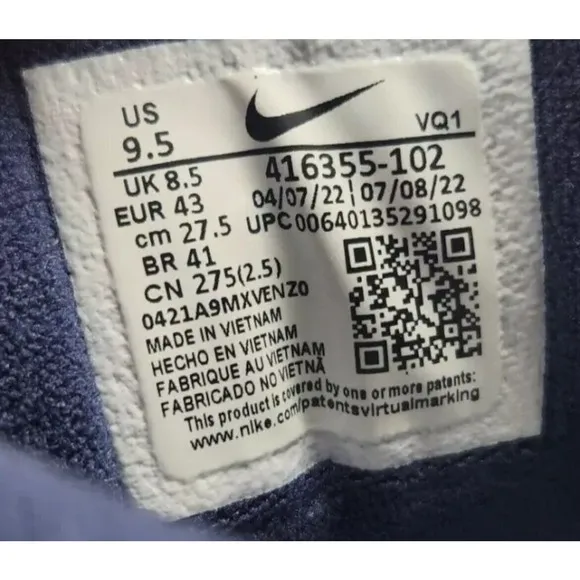 US
9.5
VQ1
UK 8.5
416355-102
EUR 43
04/07/22 | 07/08/22
cm 27.5
UPC00640135291098
BR 41
CN 275(2.5)
0421A9MXVENZ0
MADE IN VIETNAM
HECHO EN VIETNAM
FABRIQUE AU VIETNAM
FABRICADO NO VIETNÃ
This product is covered by one or more patents:
www.nike.com/patentsvirtualmarking